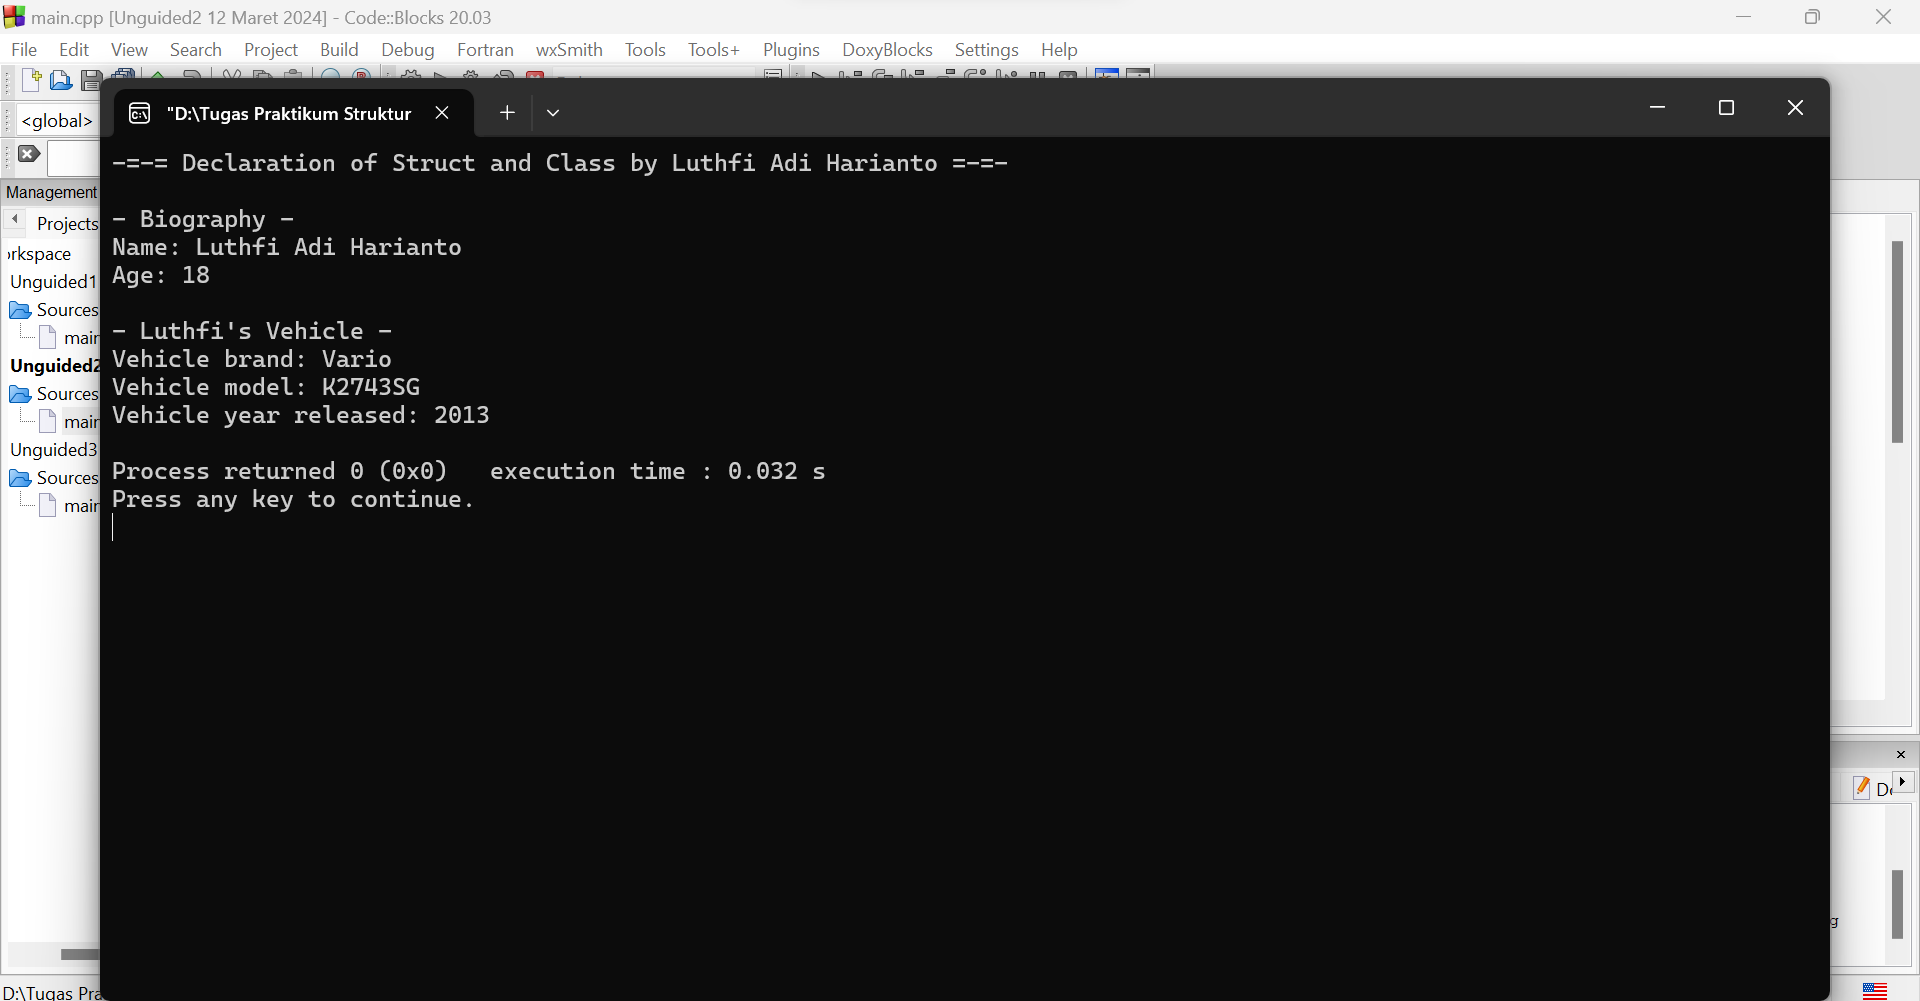 main.cpp [Unguided2 12 Maret 2024] - Code::Blocks 20.03
File Edit View Search Project Build Debug Fortran wxSmith Tools Tools+ Plugins DoxyBlocks Settings Help
<global>
"D:\Tugas Praktikum Struktur
Management
Projects
rkspace
Unguided1
Sources
main
Unguided2
Sources
main
Unguided3
Sources
main
-=-= Declaration of Struct and Class by Luthfi Adi Harianto =-=-
- Biography -
Name: Luthfi Adi Harianto
Age: 18
- Luthfi's Vehicle -
Vehicle brand: Vario
Vehicle model: K2743SG
Vehicle year released: 2013
Process returned 0 (0x0)   execution time : 0.032 s
Press any key to continue.
D:\Tugas Pra